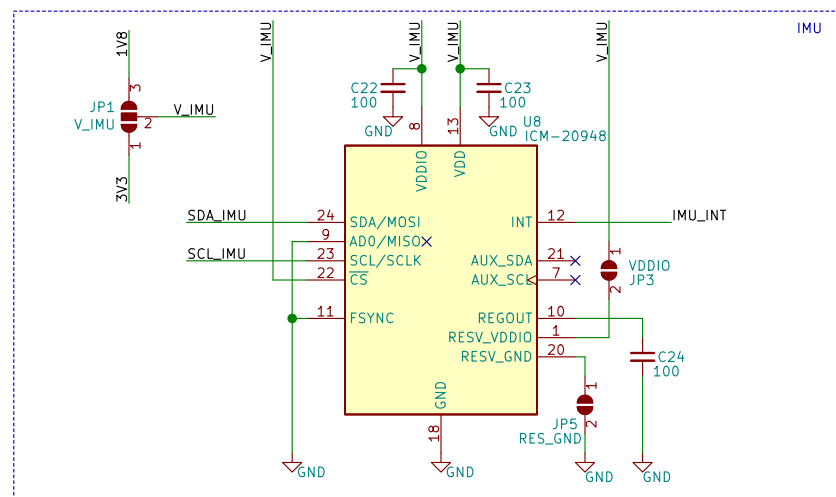 IMU
1V8
3
JP1
V_IMU
2
V_IMU
1
3V3
V_IMU
V_IMU
V_IMU
V_IMU
C22
100
GND
C23
100
GND
8
13
U8
ICM-20948
VDDIO
VDD
SDA_IMU
24
SDA/MOSI
INT
12
IMU_INT
9
AD0/MISO
SCL_IMU
23
SCL/SCLK
AUX_SDA
21
22
CS
AUX_SCL
7
1
VDDIO
JP3
2
11
FSYNC
REGOUT
10
RESV_VDDIO
1
RESV_GND
20
C24
100
GND
18
1
JP5
2
RES_GND
GND
GND
GND
GND